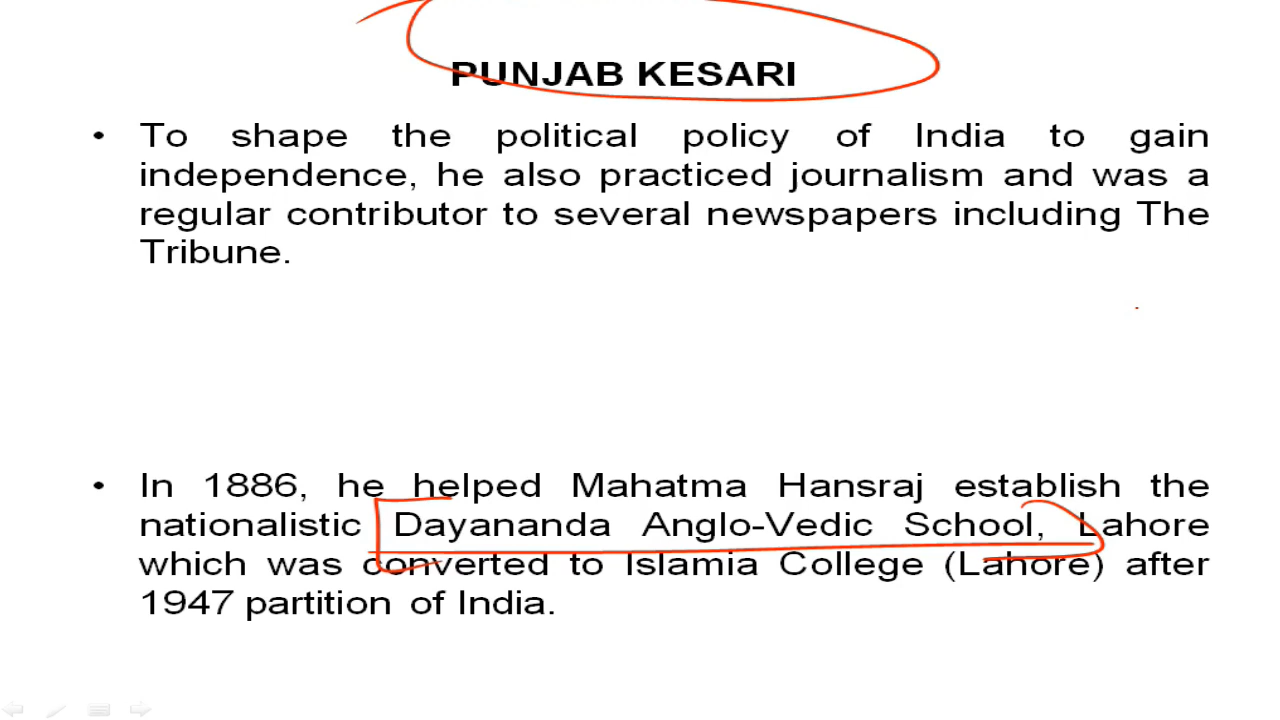 PUNJAB KESARI
• To shape the political policy of India to gain
independence, he also practiced journalism and was a
regular contributor to several newspapers including The
Tribune.
• In 1886, he helped Mahatma Hansraj establish the
nationalistic Dayananda Anglo-Vedic School, Lahore
which was converted to Islamia College (Lahore) after
1947 partition of India.